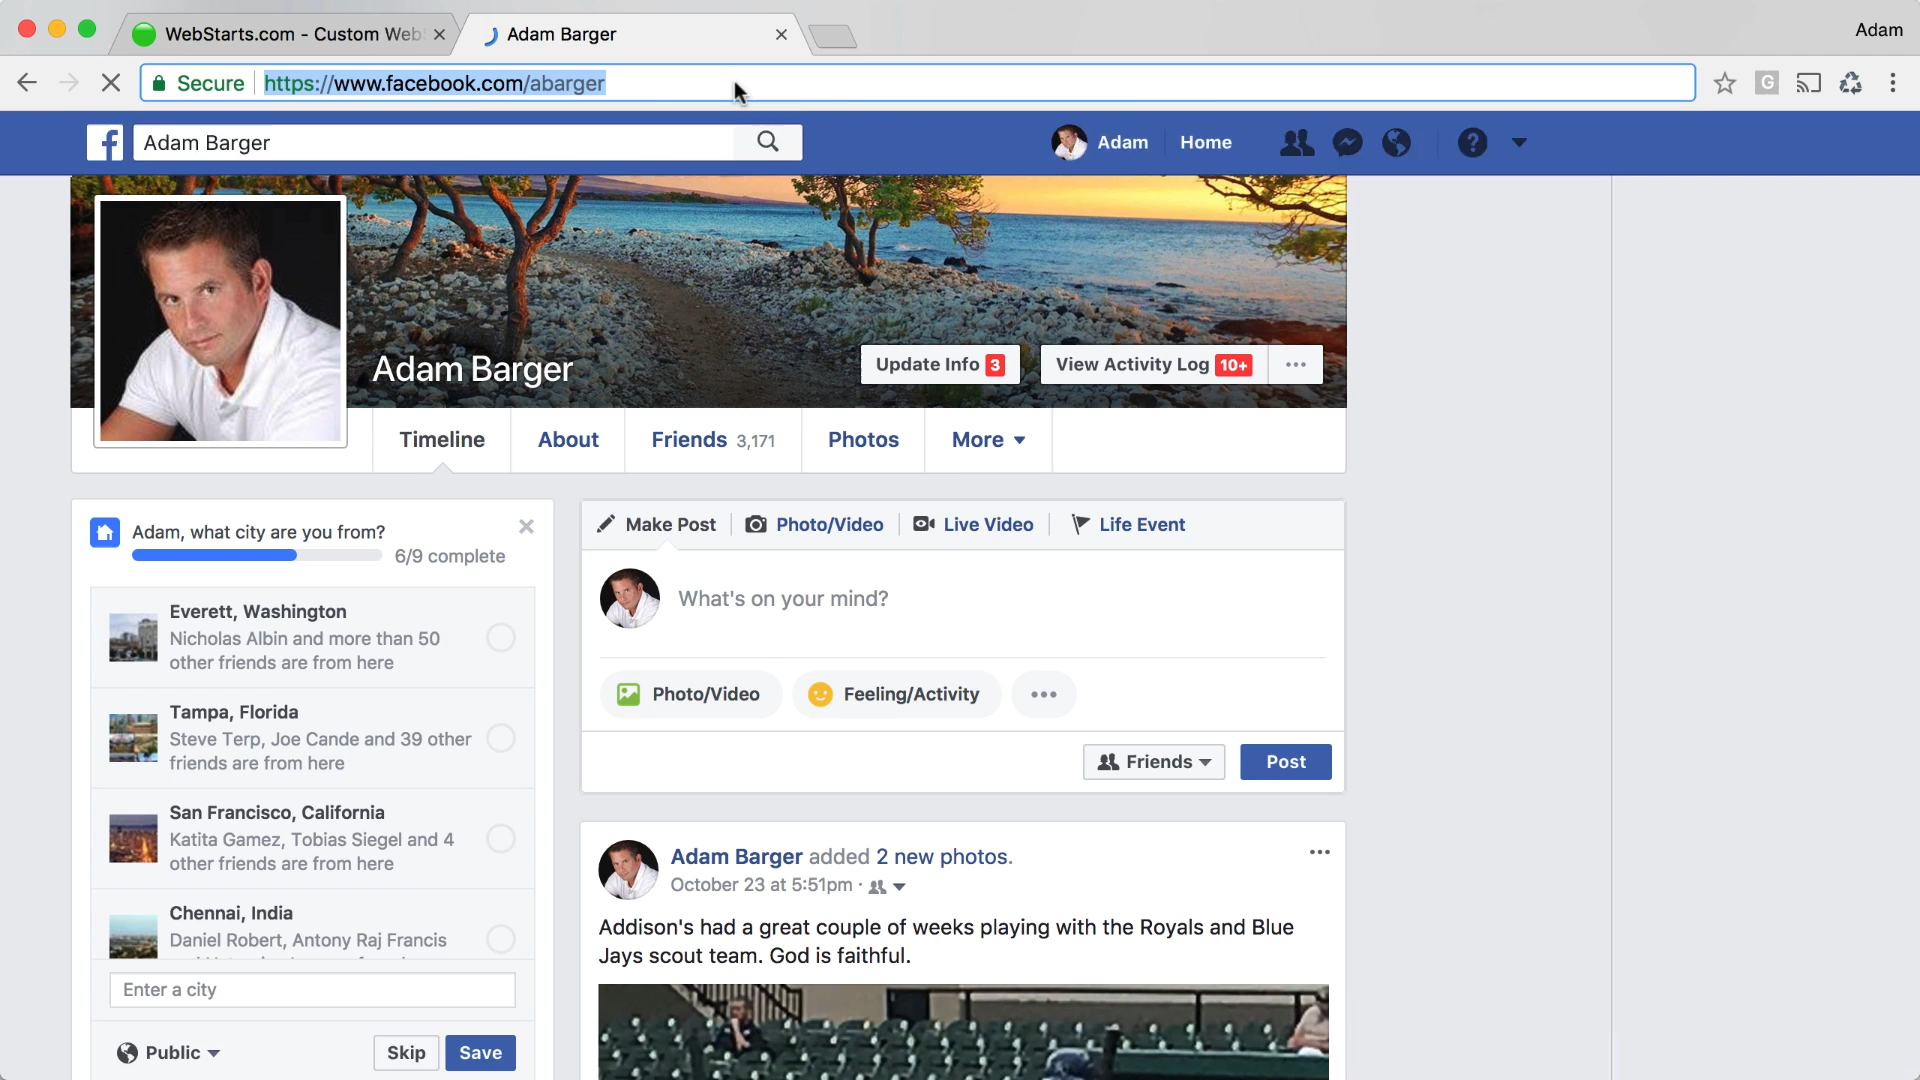 WebStarts.com - Custom Web
Adam Barger
Adam
Secure
https://www.facebook.com/abarger
G
f
Adam Barger
Adam
Home
?
Adam Barger
Update Info 3
View Activity Log 10+
Timeline
About
Friends 3,171
Photos
More
Adam, what city are you from?
6/9 complete
Everett, Washington
Nicholas Albin and more than 50
other friends are from here
Tampa, Florida
Steve Terp, Joe Cande and 39 other
friends are from here
San Francisco, California
Katita Gamez, Tobias Siegel and 4
other friends are from here
Chennai, India
Daniel Robert, Antony Raj Francis
Enter a city
Public
Skip
Save
Make Post
Photo/Video
Live Video
Life Event
What's on your mind?
Photo/Video
Feeling/Activity
Friends
Post
Adam Barger added 2 new photos.
October 23 at 5:51pm ·
Addison's had a great couple of weeks playing with the Royals and Blue
Jays scout team. God is faithful.